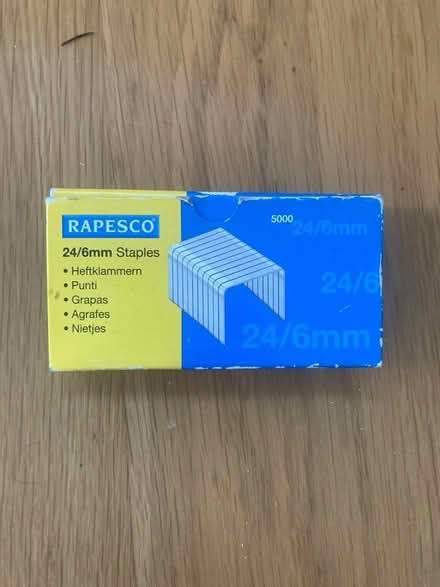 RAPESCO
24/6mm Staples
• Heftklammern
• Punti
• Grapas
• Agrafes
• Nietjes
5000
24/6mm
24/6
24/6mm